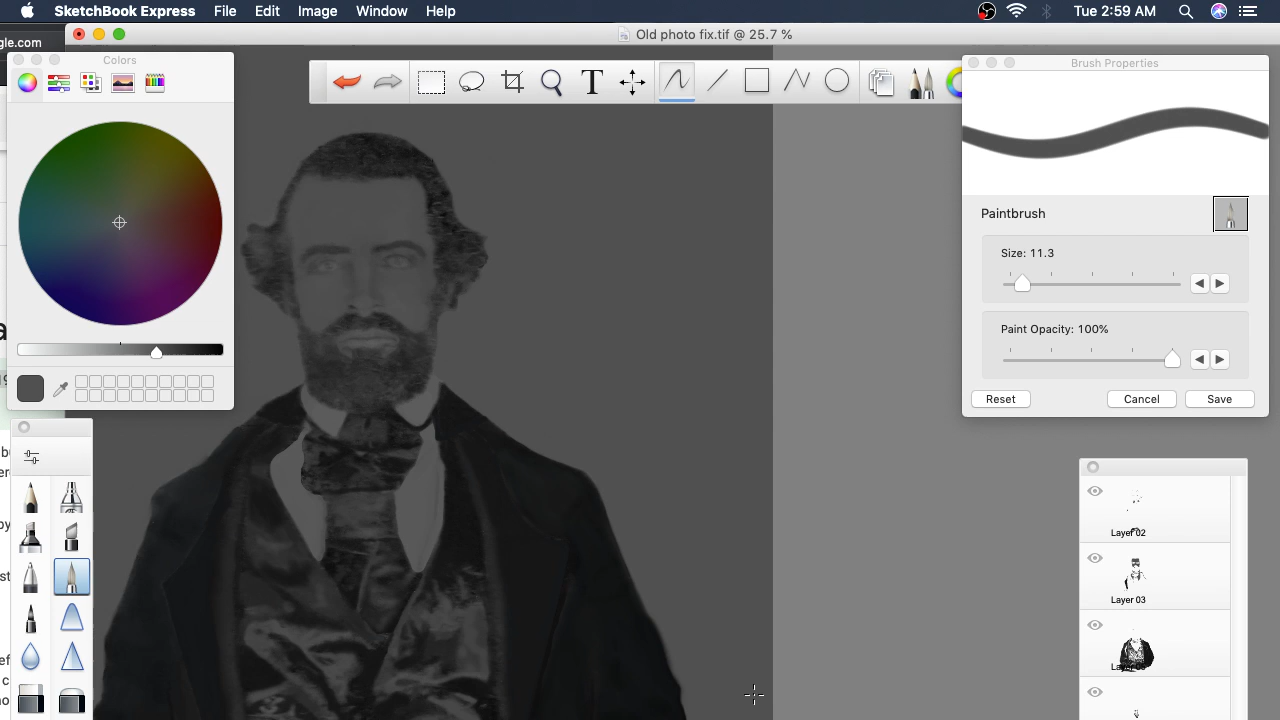 SketchBook Express File Edit Image Window Help Tue 2:59 AM
gle.com
Old photo fix.tif @ 25.7 %
Colors
Brush Properties
T
Paintbrush
Size: 11.3
Paint Opacity: 100%
Reset Cancel Save
Layer 02
Layer 03